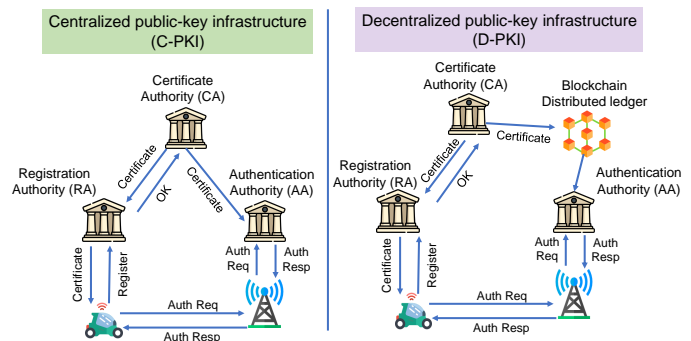 Centralized public-key infrastructure
(C-PKI)
Certificate
Authority (CA)
Certificate
OK
Certificate
Registration
Authority (RA)
Authentication
Authority (AA)
Certificate
Register
Auth
Req
Auth
Resp
Auth Req
Auth Resp
Decentralized public-key infrastructure
(D-PKI)
Certificate
Authority (CA)
Blockchain
Distributed ledger
Certificate
Certificate
OK
Registration
Authority (RA)
Authentication
Authority (AA)
Certificate
Register
Auth
Req
Auth
Resp
Auth Req
Auth Resp